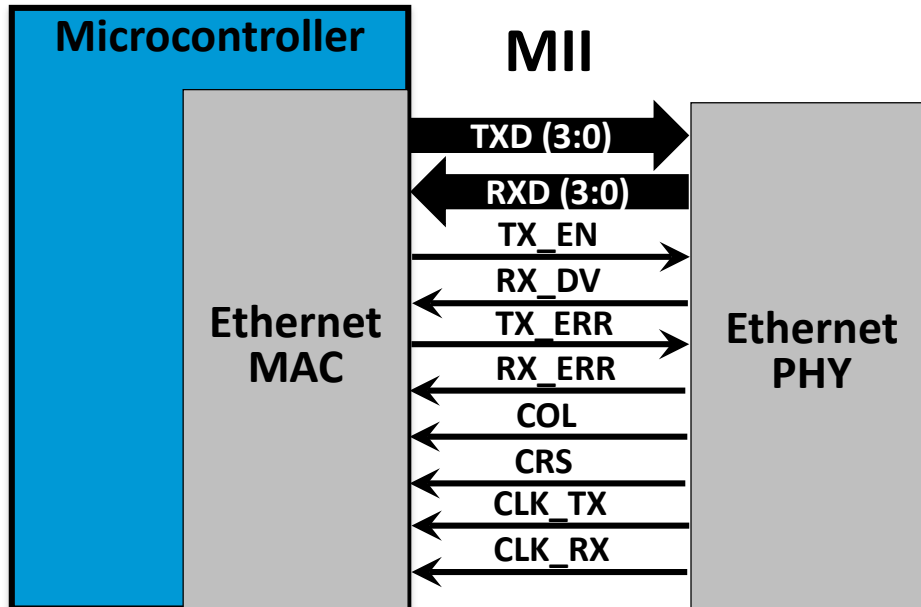 Microcontroller
MII
TXD (3:0)
RXD (3:0)
TX_EN
RX_DV
TX_ERR
RX_ERR
COL
CRS
CLK_TX
CLK_RX
Ethernet
MAC
Ethernet
PHY